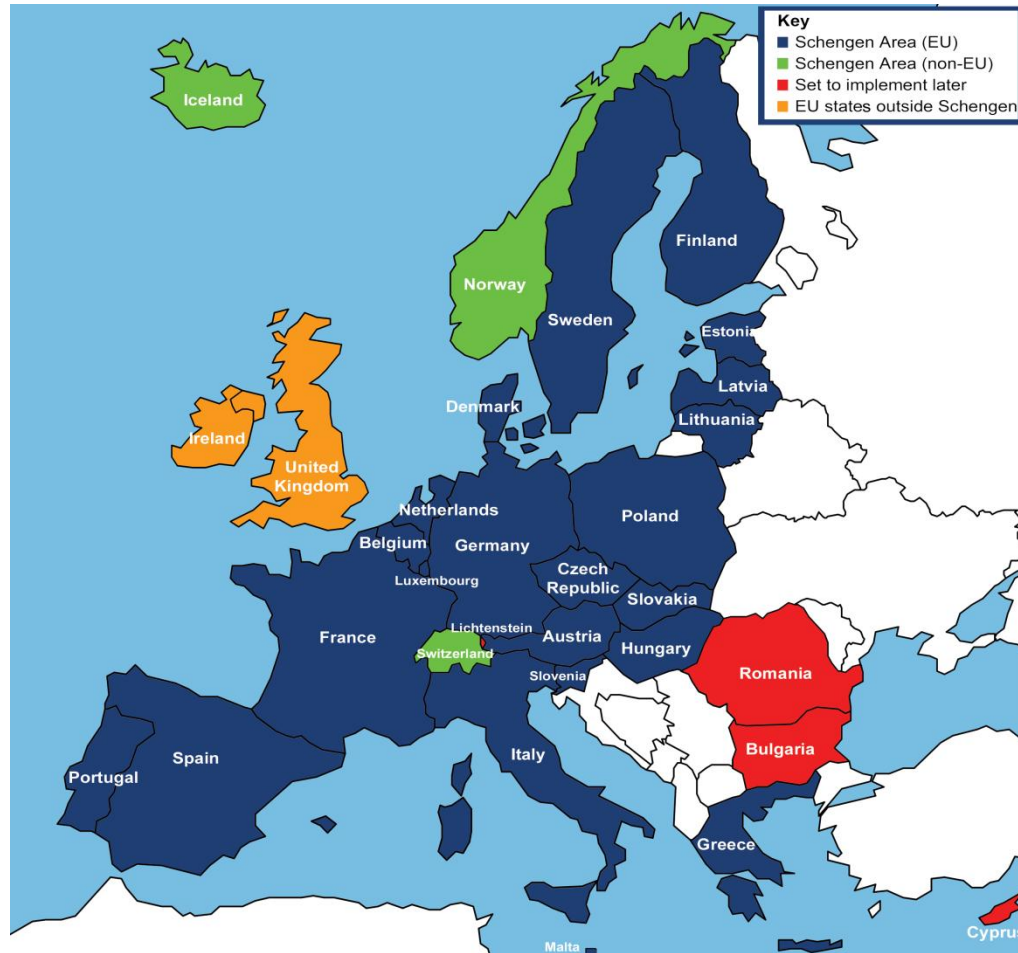 Key
Schengen Area (EU)
Schengen Area (non-EU)
Set to implement later
EU states outside Schengen
Iceland
Norway
Finland
Sweden
Estonia
Latvia
Lithuania
Denmark
Ireland
United
Kingdom
Netherlands
Belgium
Germany
Poland
Luxembourg
Czech
Republic
Slovakia
France
Lichtenstein
Switzerland
Austria
Hungary
Slovenia
Romania
Italy
Bulgaria
Portugal
Spain
Greece
Malta
Cyprus